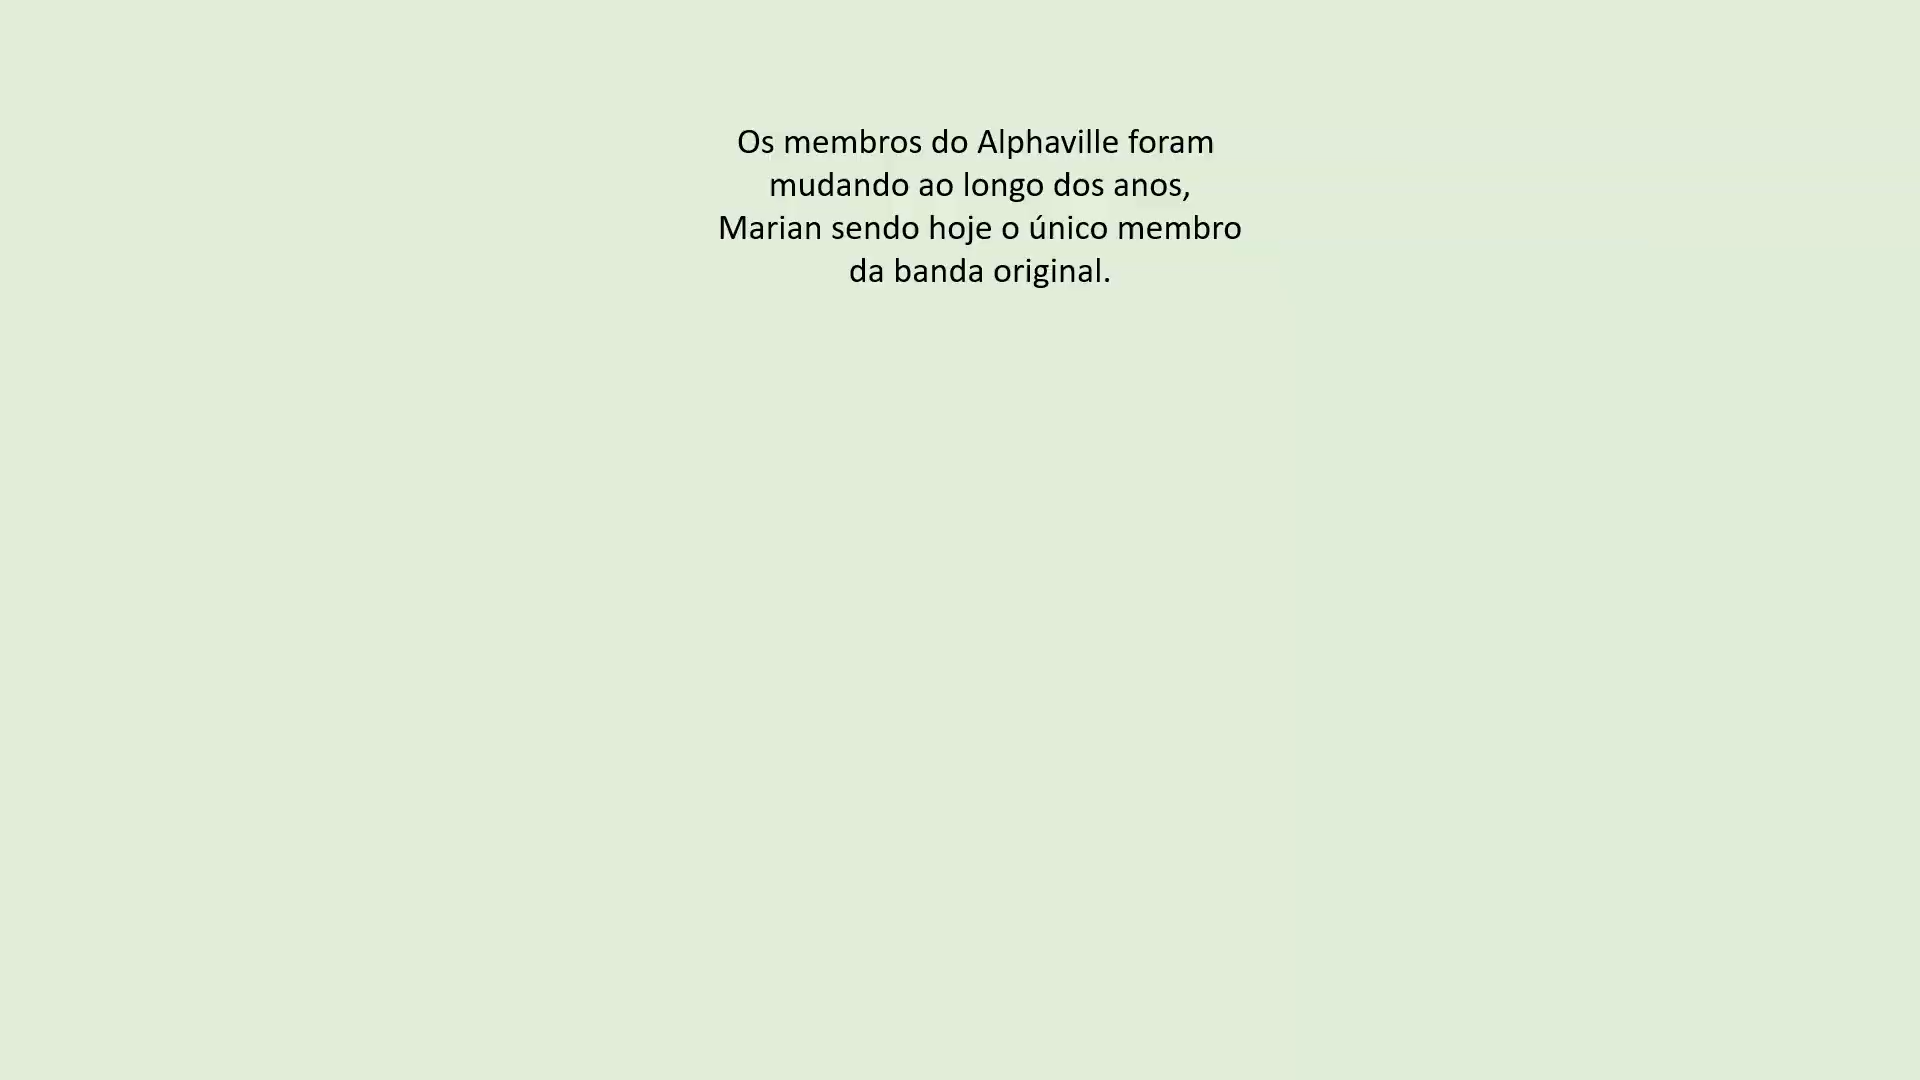 Os membros do Alphaville foram
mudando ao longo dos anos,
Marian sendo hoje o único membro
da banda original.